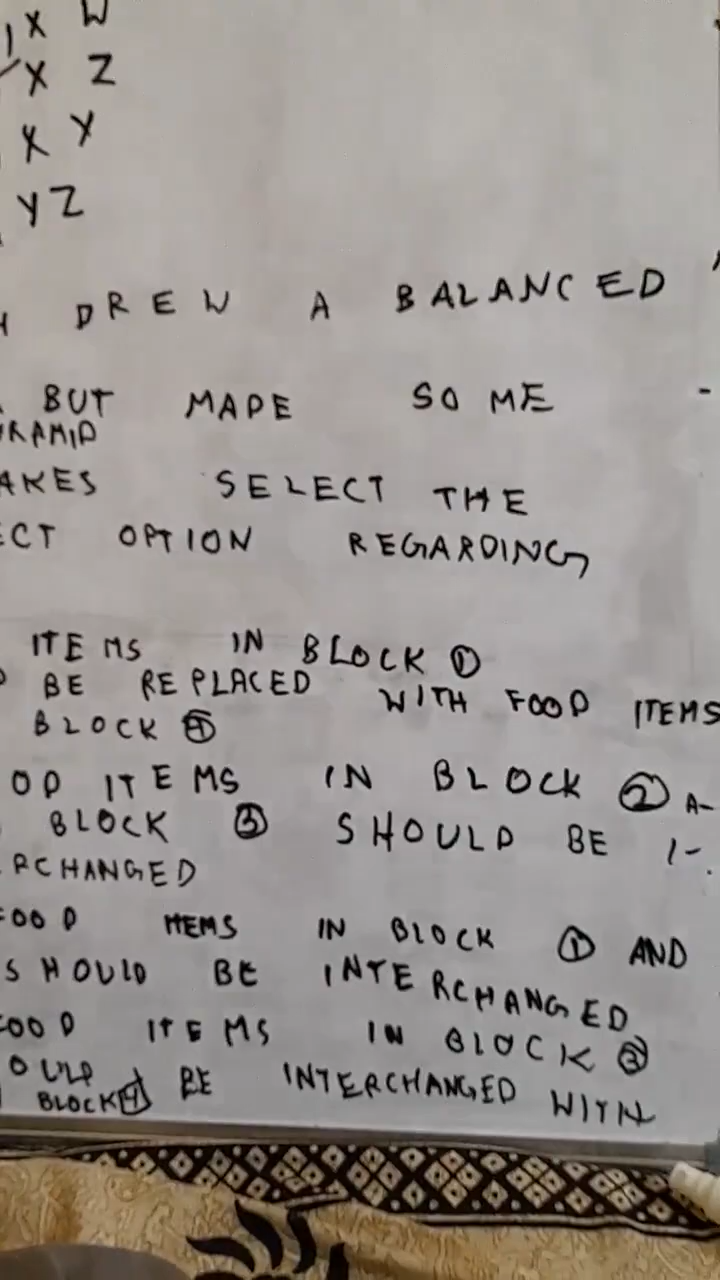 X W
X Z
X Y
Y Z
DREW A BALANCED
BUT MADE SOME
RAMID
AKES SELECT THE
ECT OPTION REGARDING
ITEMS IN BLOCK ①
BE REPLACED WITH FOOD ITEMS
BLOCK ④
OD ITEMS IN BLOCK ② A-
BLOCK ③ SHOULD BE I-
RCHANGED
FOOD ITEMS IN BLOCK ① AND
SHOULD BE INTERCHANGED
FOOD ITEMS IN BLOCK ③
OULD BE INTERCHANGED WITH
BLOCK ④